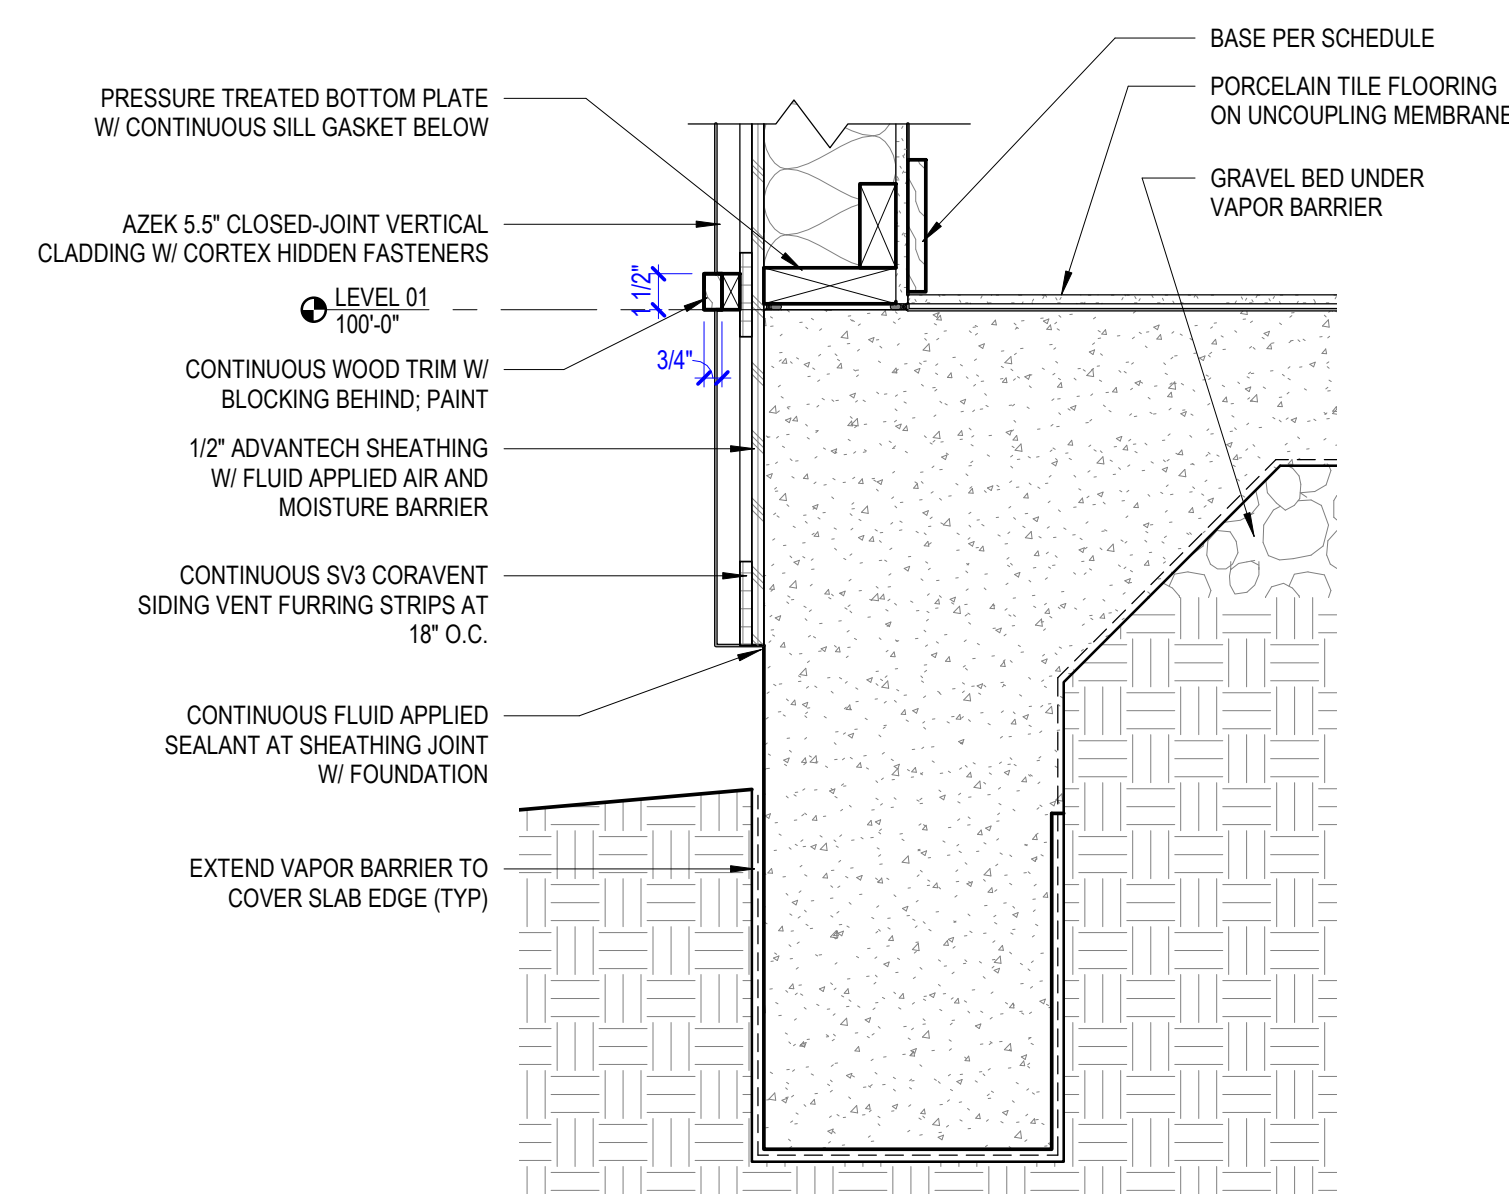 BASE PER SCHEDULE
PORCELAIN TILE FLOORING
ON UNCOUPLING MEMBRANE
GRAVEL BED UNDER
VAPOR BARRIER
PRESSURE TREATED BOTTOM PLATE
W/ CONTINUOUS SILL GASKET BELOW
AZEK 5.5" CLOSED-JOINT VERTICAL
CLADDING W/ CORTEX HIDDEN FASTENERS
1 1/2"
LEVEL 01
100'-0"
3/4"
CONTINUOUS WOOD TRIM W/
BLOCKING BEHIND; PAINT
1/2" ADVANTECH SHEATHING
W/ FLUID APPLIED AIR AND
MOISTURE BARRIER
CONTINUOUS SV3 CORAVENT
SIDING VENT FURRING STRIPS AT
18" O.C.
CONTINUOUS FLUID APPLIED
SEALANT AT SHEATHING JOINT
W/ FOUNDATION
EXTEND VAPOR BARRIER TO
COVER SLAB EDGE (TYP)